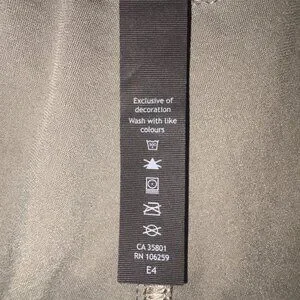 Exclusive of
decoration
Wash with like
colours
CA 35801
RN 106259
E4